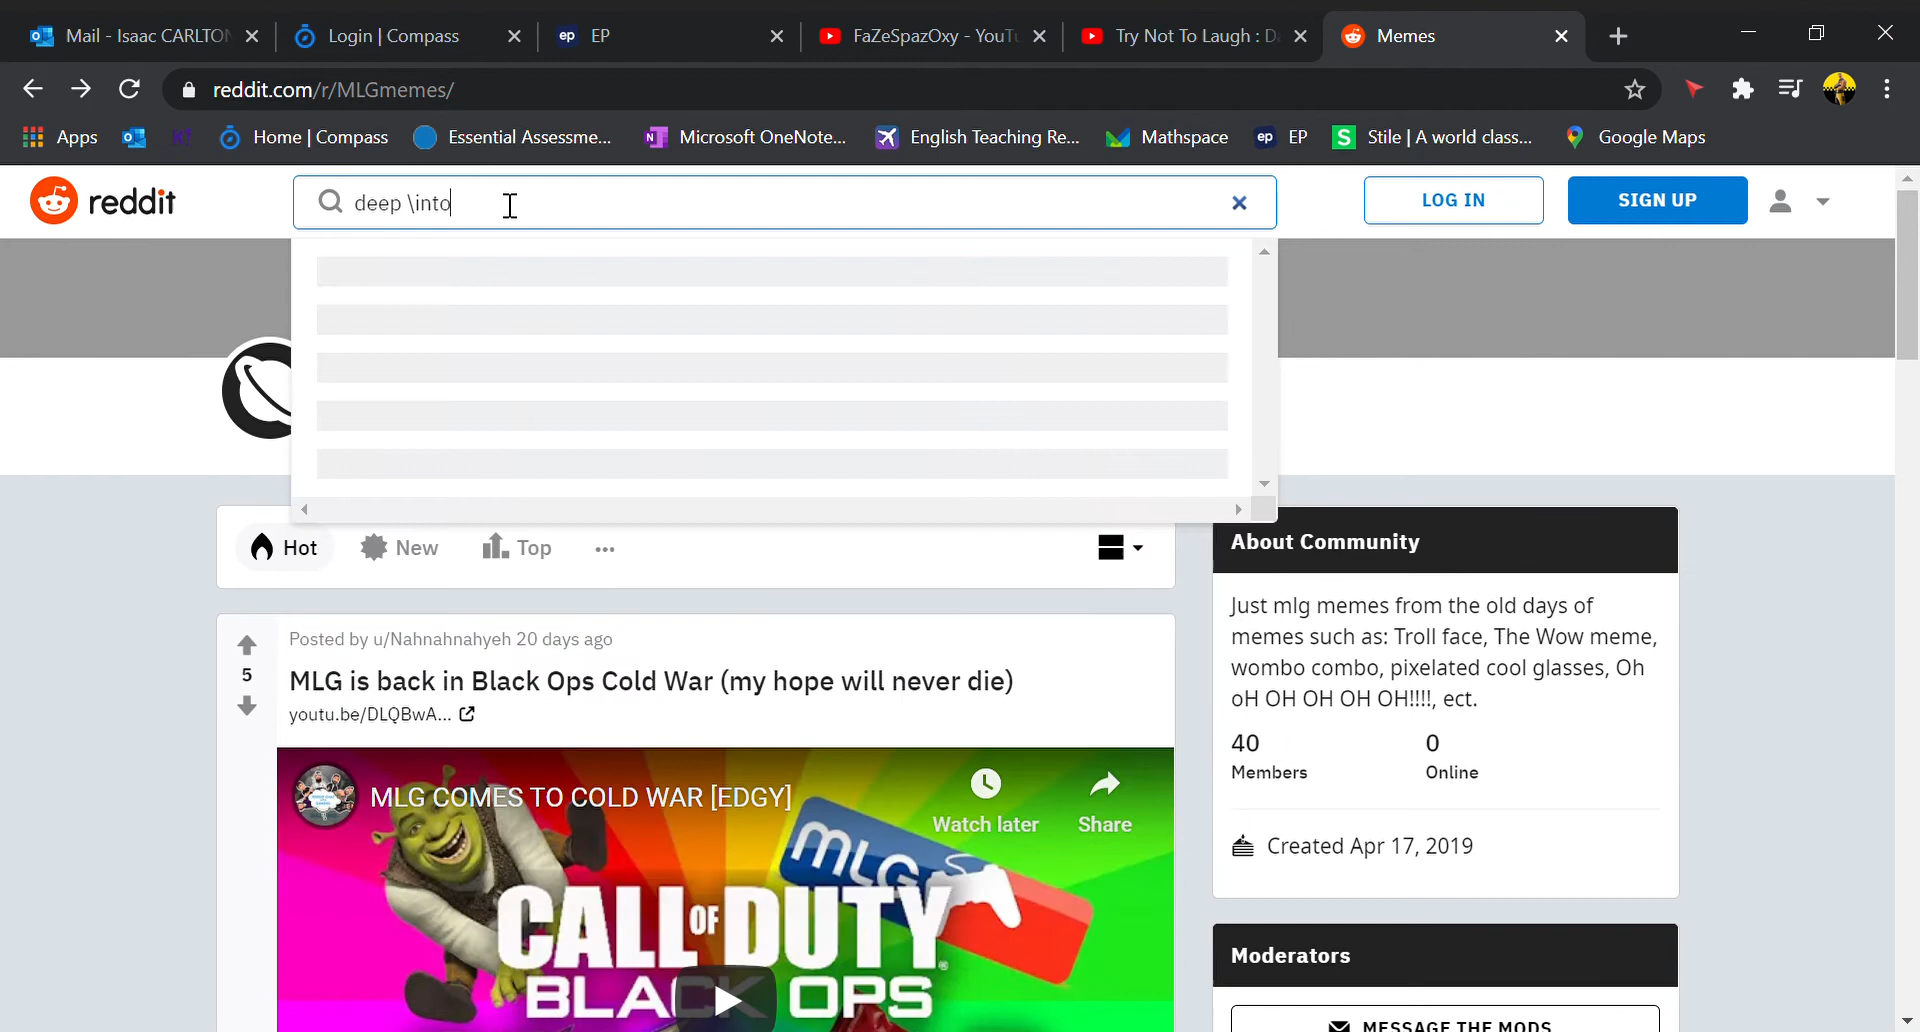 Mail - Isaac CARLTON
Login | Compass
ep EP
FaZeSpazOxy - YouTu
Try Not To Laugh : D
Memes
reddit.com/r/MLGmemes/
Apps
Home | Compass
Essential Assessme...
Microsoft OneNote...
English Teaching Re...
Mathspace
ep EP
S Stile | A world class...
Google Maps
reddit
deep \into
LOG IN
SIGN UP
Hot
New
Top
Posted by u/Nahnahnahyeh 20 days ago
5
MLG is back in Black Ops Cold War (my hope will never die)
youtu.be/DLQBwA...
MLG COMES TO COLD WAR [EDGY]
Watch later
Share
MLG
CALL OF DUTY
BLACK OPS
About Community
Just mlg memes from the old days of
memes such as: Troll face, The Wow meme,
wombo combo, pixelated cool glasses, Oh
oH OH OH OH OH!!!!, ect.
40
Members
0
Online
Created Apr 17, 2019
Moderators
MESSAGE THE MODS